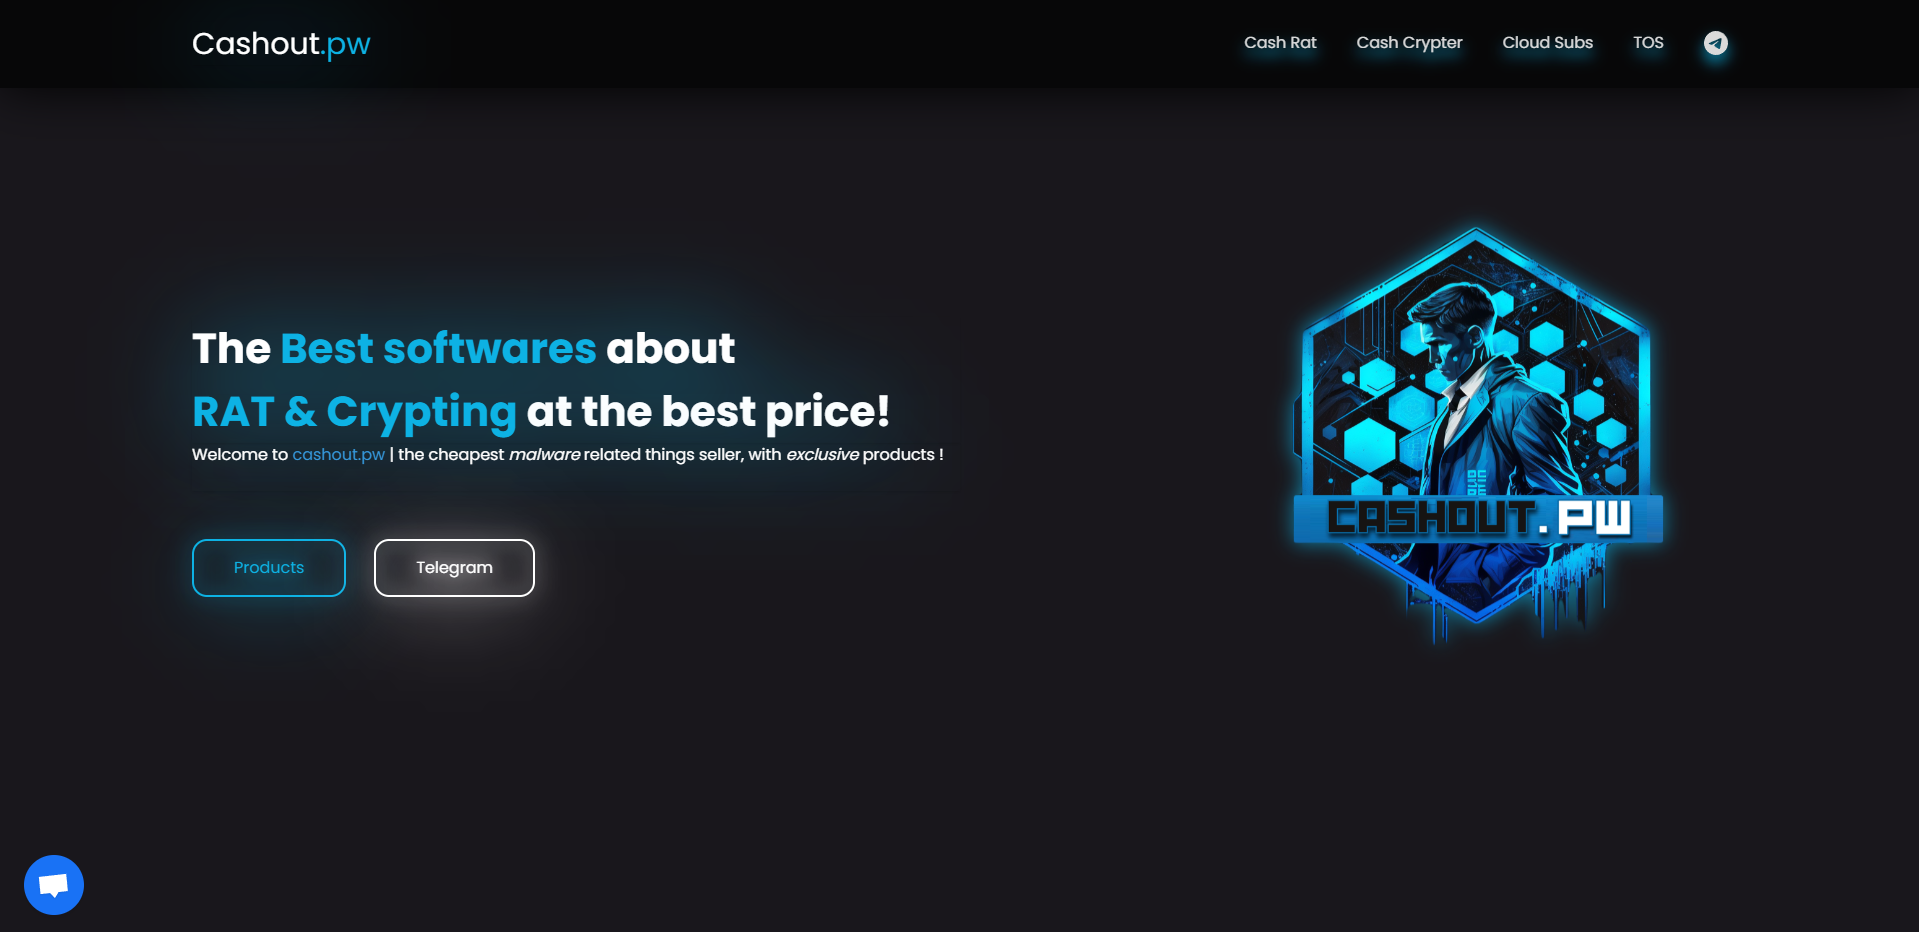 Cashout.pw
Cash Rat
Cash Crypter
Cloud Subs
TOS
The Best softwares about
RAT & Crypting at the best price!
Welcome to cashout.pw | the cheapest malware related things seller, with exclusive products !
Products
Telegram
CASHOUT.PW